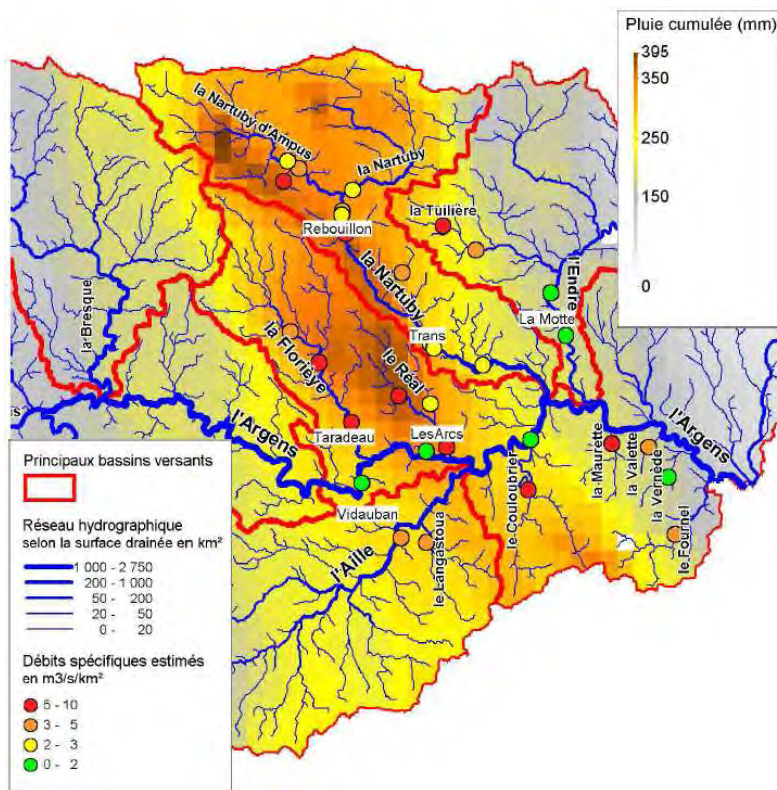 Pluie cumulée (mm)
395
350
250
150
0
la Nartuby d'Ampus
la Nartuby
la Tuilière
Rebouillon
la Nartuby
l'Endre
la Bresque
La Motte
Trans
la Florièye
le Réal
l'Argens
Taradeau
Les Arcs
l'Argens
Vidauban
le Couloubrier
la Maurette
la Valette
la Vernède
le Fournel
l'Aille
le Langastoua
Principaux bassins versants
Réseau hydrographique
selon la surface drainée en km²
1 000 - 2 750
200 - 1 000
50 - 200
20 - 50
0 - 20
Débits spécifiques estimés
en m3/s/km²
5 - 10
3 - 5
2 - 3
0 - 2